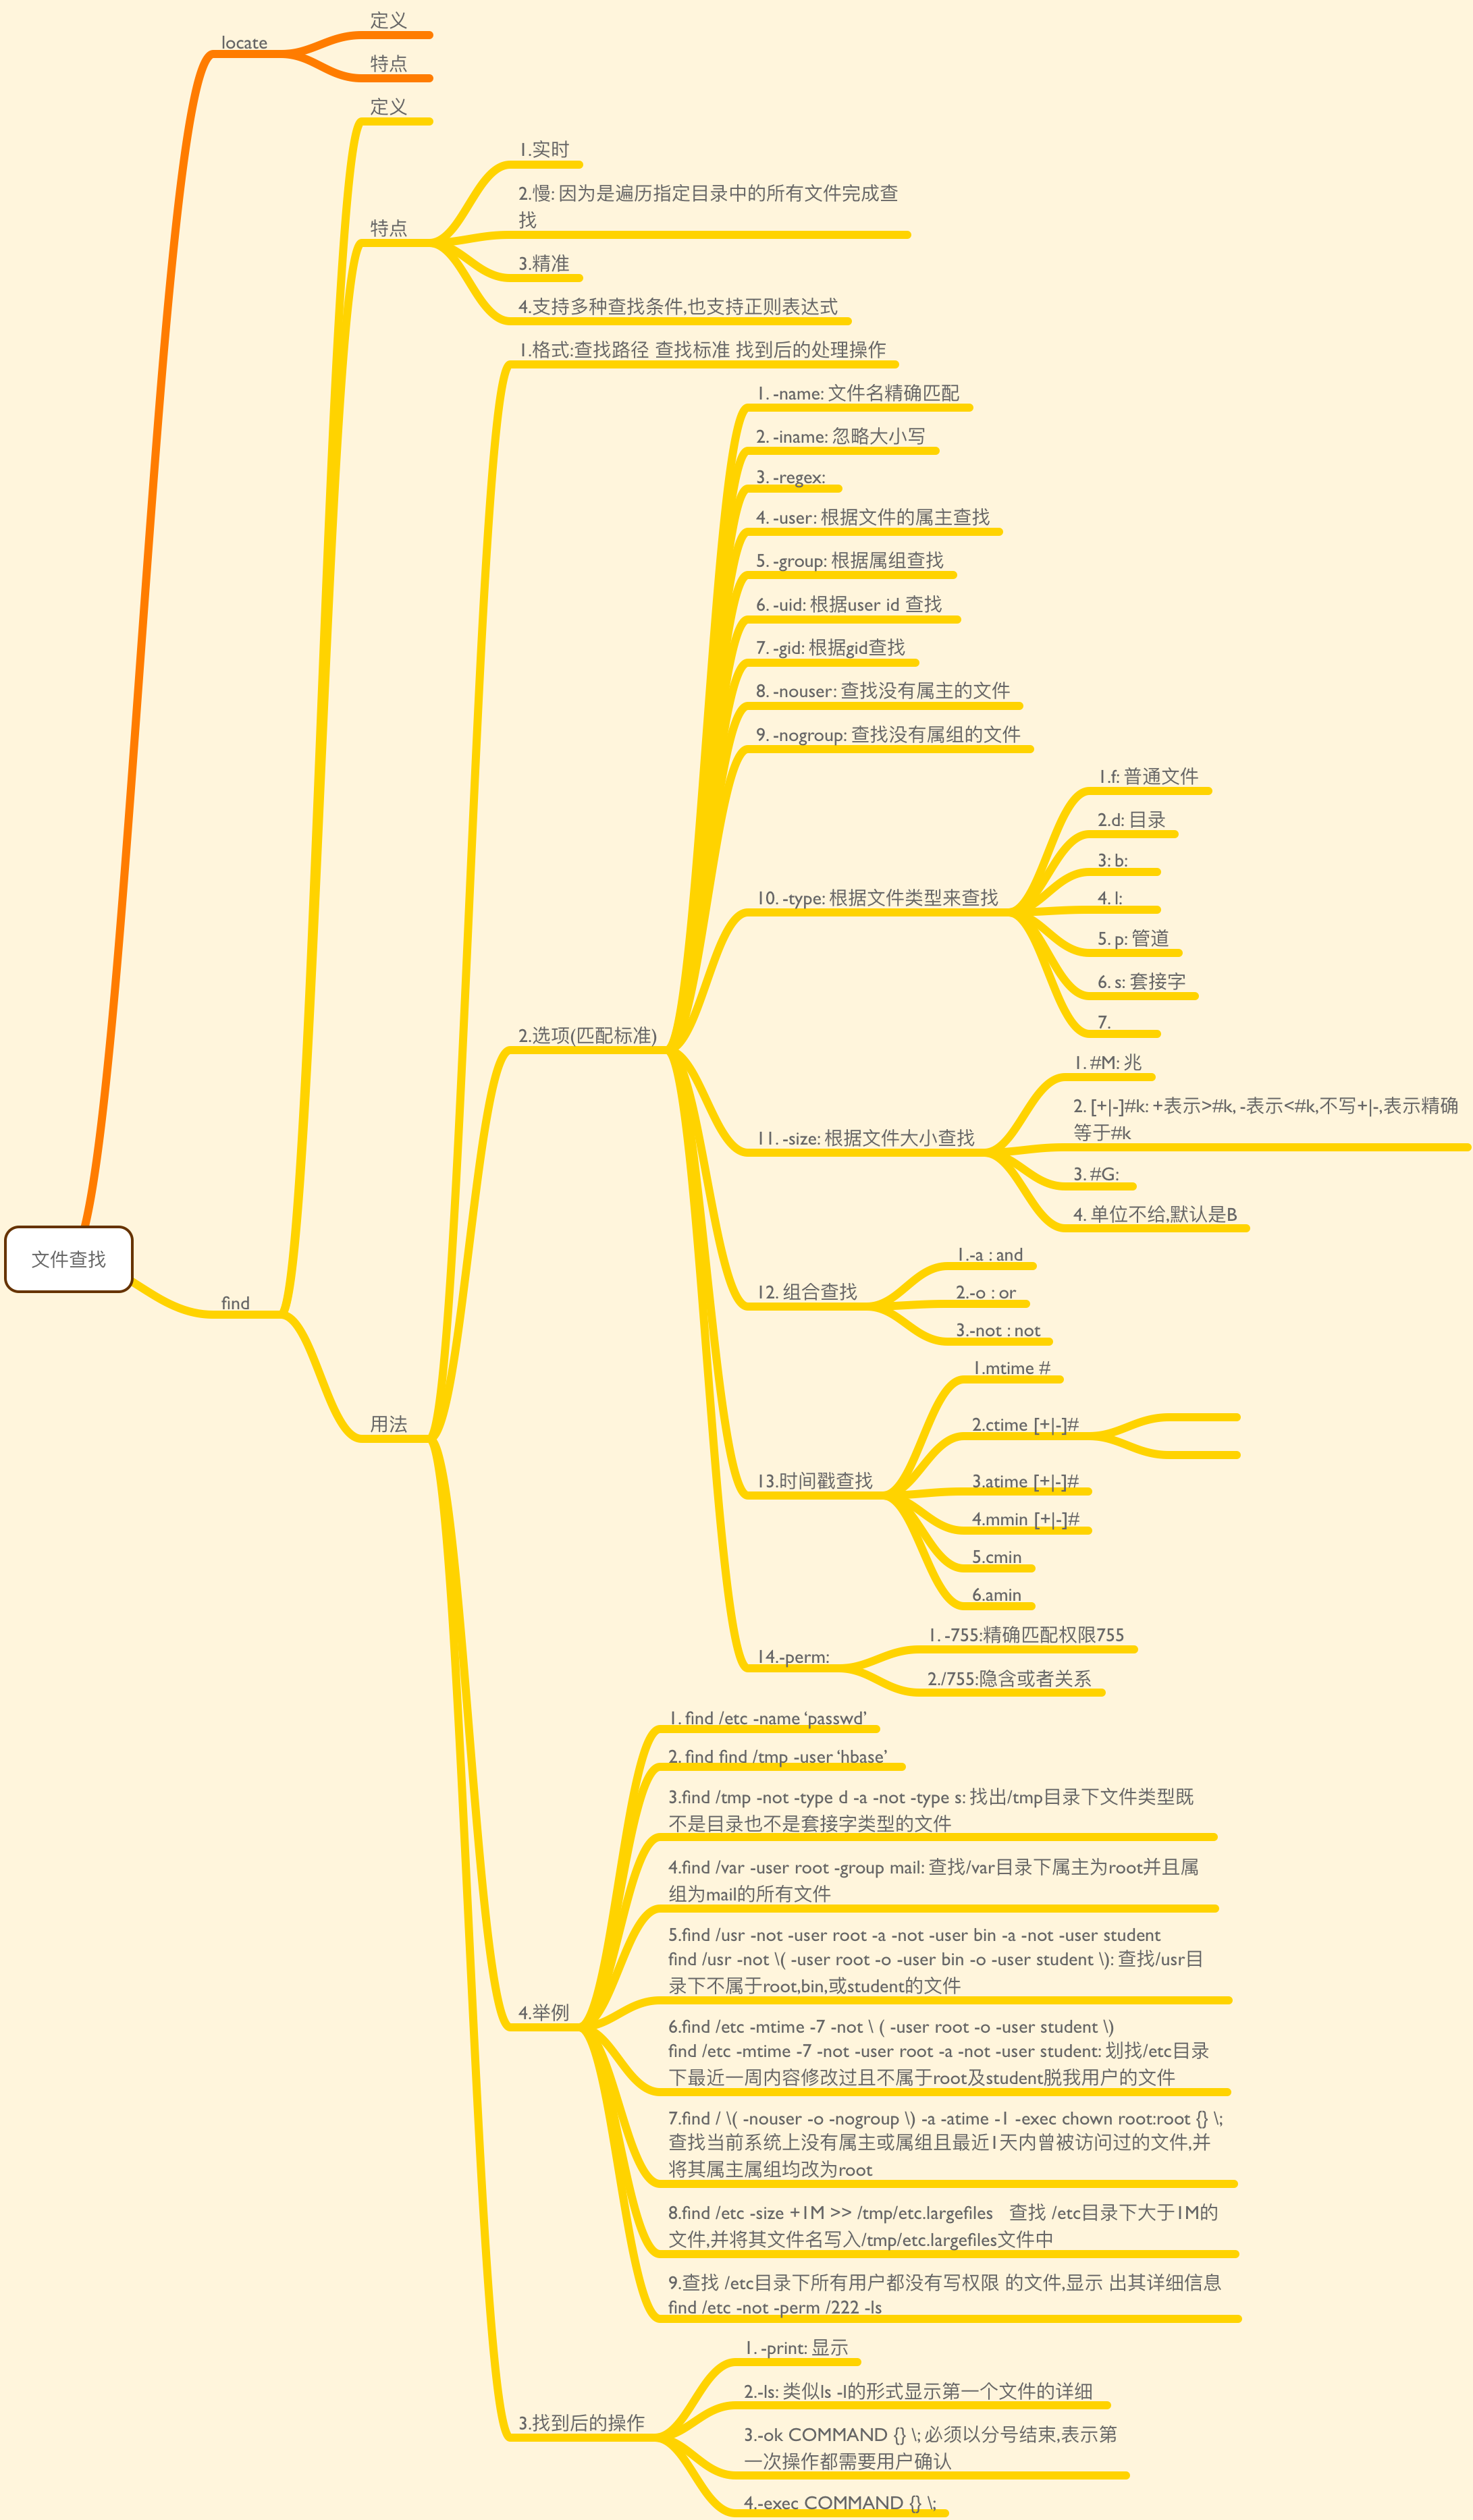 定义
locate
特点
定义
1.实时
2.慢: 因为是遍历指定目录中的所有文件完成查
找
特点
3.精准
4.支持多种查找条件,也支持正则表达式
1.格式:查找路径 查找标准 找到后的处理操作
1. -name: 文件名精确匹配
2. -iname: 忽略大小写
3. -regex:
4. -user: 根据文件的属主查找
5. -group: 根据属组查找
6. -uid: 根据user id 查找
7. -gid: 根据gid查找
8. -nouser: 查找没有属主的文件
9. -nogroup: 查找没有属组的文件
1.f: 普通文件
2.d: 目录
3: b:
10. -type: 根据文件类型来查找
4. l:
5. p: 管道
6. s: 套接字
7.
2.选项(匹配标准)
1. #M: 兆
2. [+|-]#k: +表示>#k, -表示<#k,不写+|-,表示精确
等于#k
11. -size: 根据文件大小查找
3. #G:
4. 单位不给,默认是B
文件查找
1.-a : and
12. 组合查找
2.-o : or
find
3.-not : not
1.mtime #
用法
2.ctime [+|-]#
13.时间戳查找
3.atime [+|-]#
4.mmin [+|-]#
5.cmin
6.amin
1. -755:精确匹配权限755
14.-perm:
2./755:隐含或者关系
1. find /etc -name ‘passwd’
2. find find /tmp -user ‘hbase’
3.find /tmp -not -type d -a -not -type s: 找出/tmp目录下文件类型既
不是目录也不是套接字类型的文件
4.find /var -user root -group mail: 查找/var目录下属主为root并且属
组为mail的所有文件
5.find /usr -not -user root -a -not -user bin -a -not -user student
find /usr -not \( -user root -o -user bin -o -user student \): 查找/usr目
录下不属于root,bin,或student的文件
4.举例
6.find /etc -mtime -7 -not \ ( -user root -o -user student \)
find /etc -mtime -7 -not -user root -a -not -user student: 划找/etc目录
下最近一周内容修改过且不属于root及student脱我用户的文件
7.find / \( -nouser -o -nogroup \) -a -atime -1 -exec chown root:root {} \;
查找当前系统上没有属主或属组且最近1天内曾被访问过的文件,并
将其属主属组均改为root
8.find /etc -size +1M >> /tmp/etc.largefiles   查找 /etc目录下大于1M的
文件,并将其文件名写入/tmp/etc.largefiles文件中
9.查找 /etc目录下所有用户都没有写权限 的文件,显示 出其详细信息
find /etc -not -perm /222 -ls
1. -print: 显示
2.-ls: 类似ls -l的形式显示第一个文件的详细
3.找到后的操作
3.-ok COMMAND {} \; 必须以分号结束,表示第
一次操作都需要用户确认
4.-exec COMMAND {} \;